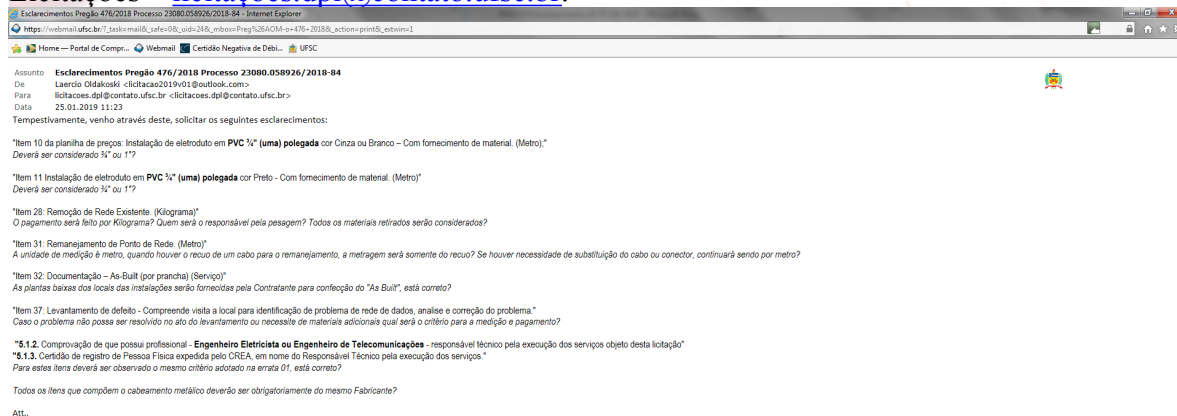 Licitações – licitações.dpl@contato.ufsc.br.
Esclarecimentos Pregão 476/2018 Processo 23080.058926/2018-84 - Internet Explorer
https://webmail.ufsc.br/?_task=mail&_safe=0&_uid=24&_mbox=Preg%26AOM-o+476+2018&_action=print&_extwin=1
Home — Portal de Compr... Webmail Certidão Negativa de Débi... UFSC
Assunto Esclarecimentos Pregão 476/2018 Processo 23080.058926/2018-84
De Laercio Oldakoski <licitacao2019v01@outlook.com>
Para licitacoes.dpl@contato.ufsc.br <licitacoes.dpl@contato.ufsc.br>
Data 25.01.2019 11:23
Tempestivamente, venho através deste, solicitar os seguintes esclarecimentos:
"Item 10 da planilha de preços: Instalação de eletroduto em PVC ¾" (uma) polegada cor Cinza ou Branco – Com fornecimento de material. (Metro);"
Deverá ser considerado ¾" ou 1"?
"Item 11 Instalação de eletroduto em PVC ¾" (uma) polegada cor Preto - Com fornecimento de material. (Metro)"
Deverá ser considerado ¾" ou 1"?
"Item 28: Remoção de Rede Existente. (Kilograma)"
O pagamento será feito por Kilograma? Quem será o responsável pela pesagem? Todos os materiais retirados serão considerados?
"Item 31: Remanejamento de Ponto de Rede. (Metro)"
A unidade de medição è metro, quando houver o recuo de um cabo para o remanejamento, a metragem será somente do recuo? Se houver necessidade de substituição do cabo ou conector, continuará sendo por metro?
"Item 32: Documentação – As-Built (por prancha) (Serviço)"
As plantas baixas dos locais das instalações serão fornecidas pela Contratante para confecção do "As Built", está correto?
"Item 37: Levantamento de defeito - Compreende visita a local para identificação de problema de rede de dados, analise e correção do problema."
Caso o problema não possa ser resolvido no ato do levantamento ou necessite de materiais adicionais qual será o critério para a medição e pagamento?
"5.1.2. Comprovação de que possui profissional - Engenheiro Eletricista ou Engenheiro de Telecomunicações - responsável técnico pela execução dos serviços objeto desta licitação"
"5.1.3. Certidão de registro de Pessoa Física expedida pelo CREA, em nome do Responsável Técnico pela execução dos serviços."
Para estes itens deverá ser observado o mesmo critério adotado na errata 01, está correto?
Todos os itens que compõem o cabeamento metálico deverão ser obrigatoriamente do mesmo Fabricante?
Att.,